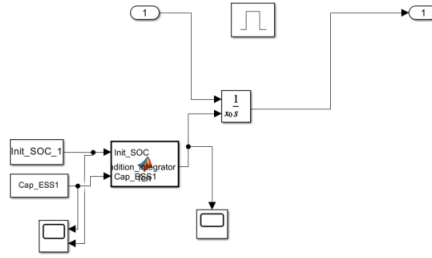 1
1
1
x₀ s
Init_SOC_1
Init_SOC
Cap_ESS1
Cap_ESS1